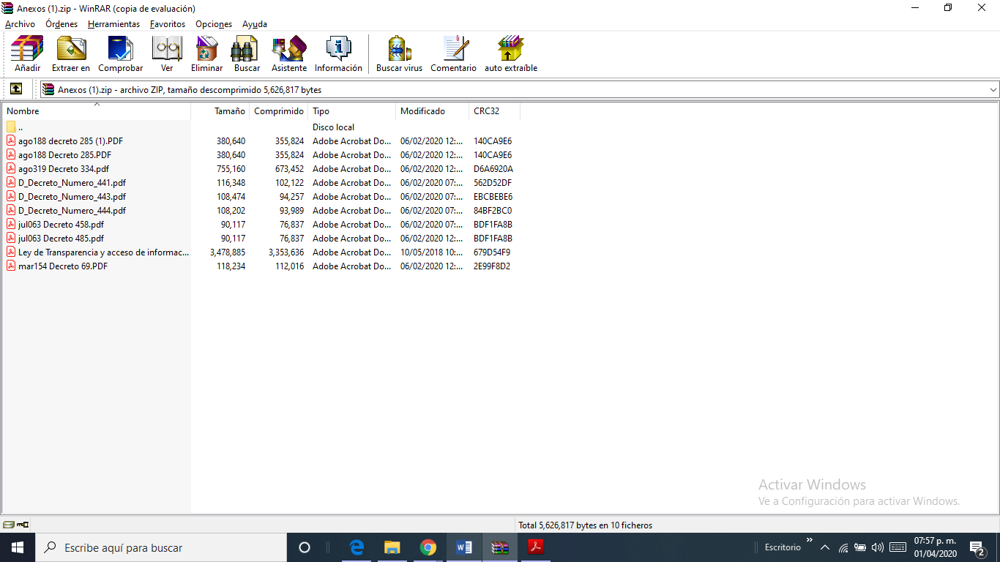 Anexos (1).zip - WinRAR (copia de evaluación)
Archivo Órdenes Herramientas Favoritos Opciones Ayuda
Añadir Extraer en Comprobar Ver Eliminar Buscar Asistente Información Buscar virus Comentario auto extraíble
Anexos (1).zip - archivo ZIP, tamaño descomprimido 5,626,817 bytes
Nombre Tamaño Comprimido Tipo Modificado CRC32
.. Disco local
ago188 decreto 285 (1).PDF 380,640 355,824 Adobe Acrobat Do... 06/02/2020 12:... 140CA9E6
ago188 Decreto 285.PDF 380,640 355,824 Adobe Acrobat Do... 06/02/2020 12:... 140CA9E6
ago319 Decreto 334.pdf 755,160 673,452 Adobe Acrobat Do... 06/02/2020 12:... D6A6920A
D_Decreto_Numero_441.pdf 116,348 102,122 Adobe Acrobat Do... 06/02/2020 07:... 562D52DF
D_Decreto_Numero_443.pdf 108,474 94,257 Adobe Acrobat Do... 06/02/2020 07:... EBCBEBE6
D_Decreto_Numero_444.pdf 108,202 93,989 Adobe Acrobat Do... 06/02/2020 07:... 84BF2BC0
jul063 Decreto 458.pdf 90,117 76,837 Adobe Acrobat Do... 06/02/2020 07:... BDF1FA8B
jul063 Decreto 485.pdf 90,117 76,837 Adobe Acrobat Do... 06/02/2020 12:... BDF1FA8B
Ley de Transparencia y acceso de informac... 3,478,885 3,353,636 Adobe Acrobat Do... 10/05/2018 10:... 679D54F9
mar154 Decreto 69.PDF 118,234 112,016 Adobe Acrobat Do... 06/02/2020 12:... 2E99F8D2
Activar Windows
Ve a Configuración para activar Windows.
Total 5,626,817 bytes en 10 ficheros
Escribe aquí para buscar
Escritorio
07:57 p. m.
01/04/2020
2